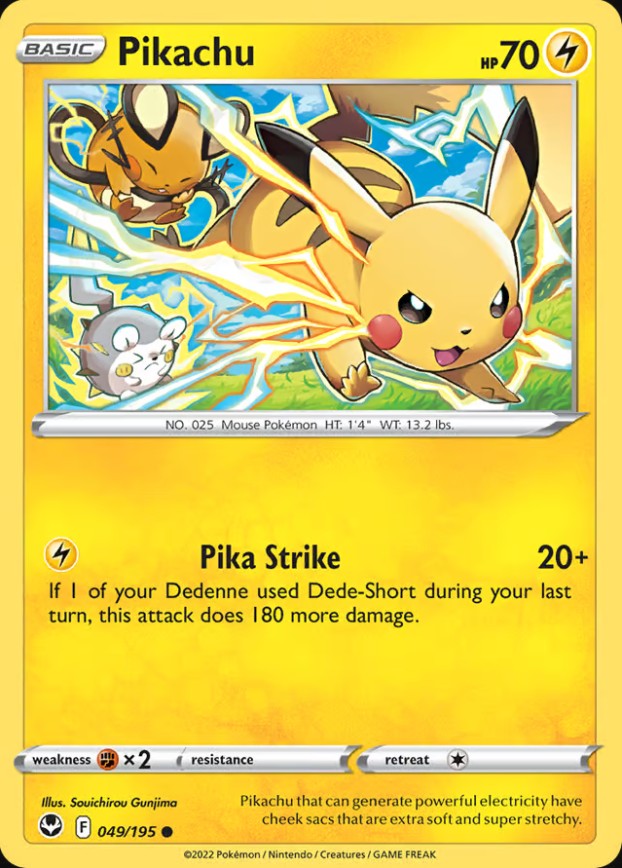 BASIC Pikachu HP70
NO. 025 Mouse Pokémon HT: 1'4" WT: 13.2 lbs.
Pika Strike 20+
If 1 of your Dedenne used Dede-Short during your last
turn, this attack does 180 more damage.
weakness ×2 resistance retreat
Illus. Souichirou Gunjima
Pikachu that can generate powerful electricity have
cheek sacs that are extra soft and super stretchy.
F 049/195
©2022 Pokémon / Nintendo / Creatures / GAME FREAK